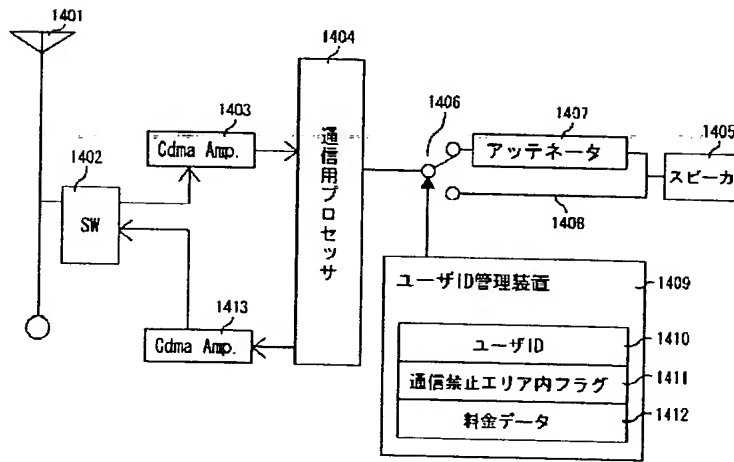 1401
1402
SW
1403
Cdma Amp.
1413
Cdma Amp.
1404
通信用プロセッサ
1406
1407
アッテネータ
1408
1405
スピーカ
ユーザID管理装置
1409
ユーザID
1410
通信禁止エリア内フラグ
1411
料金データ
1412